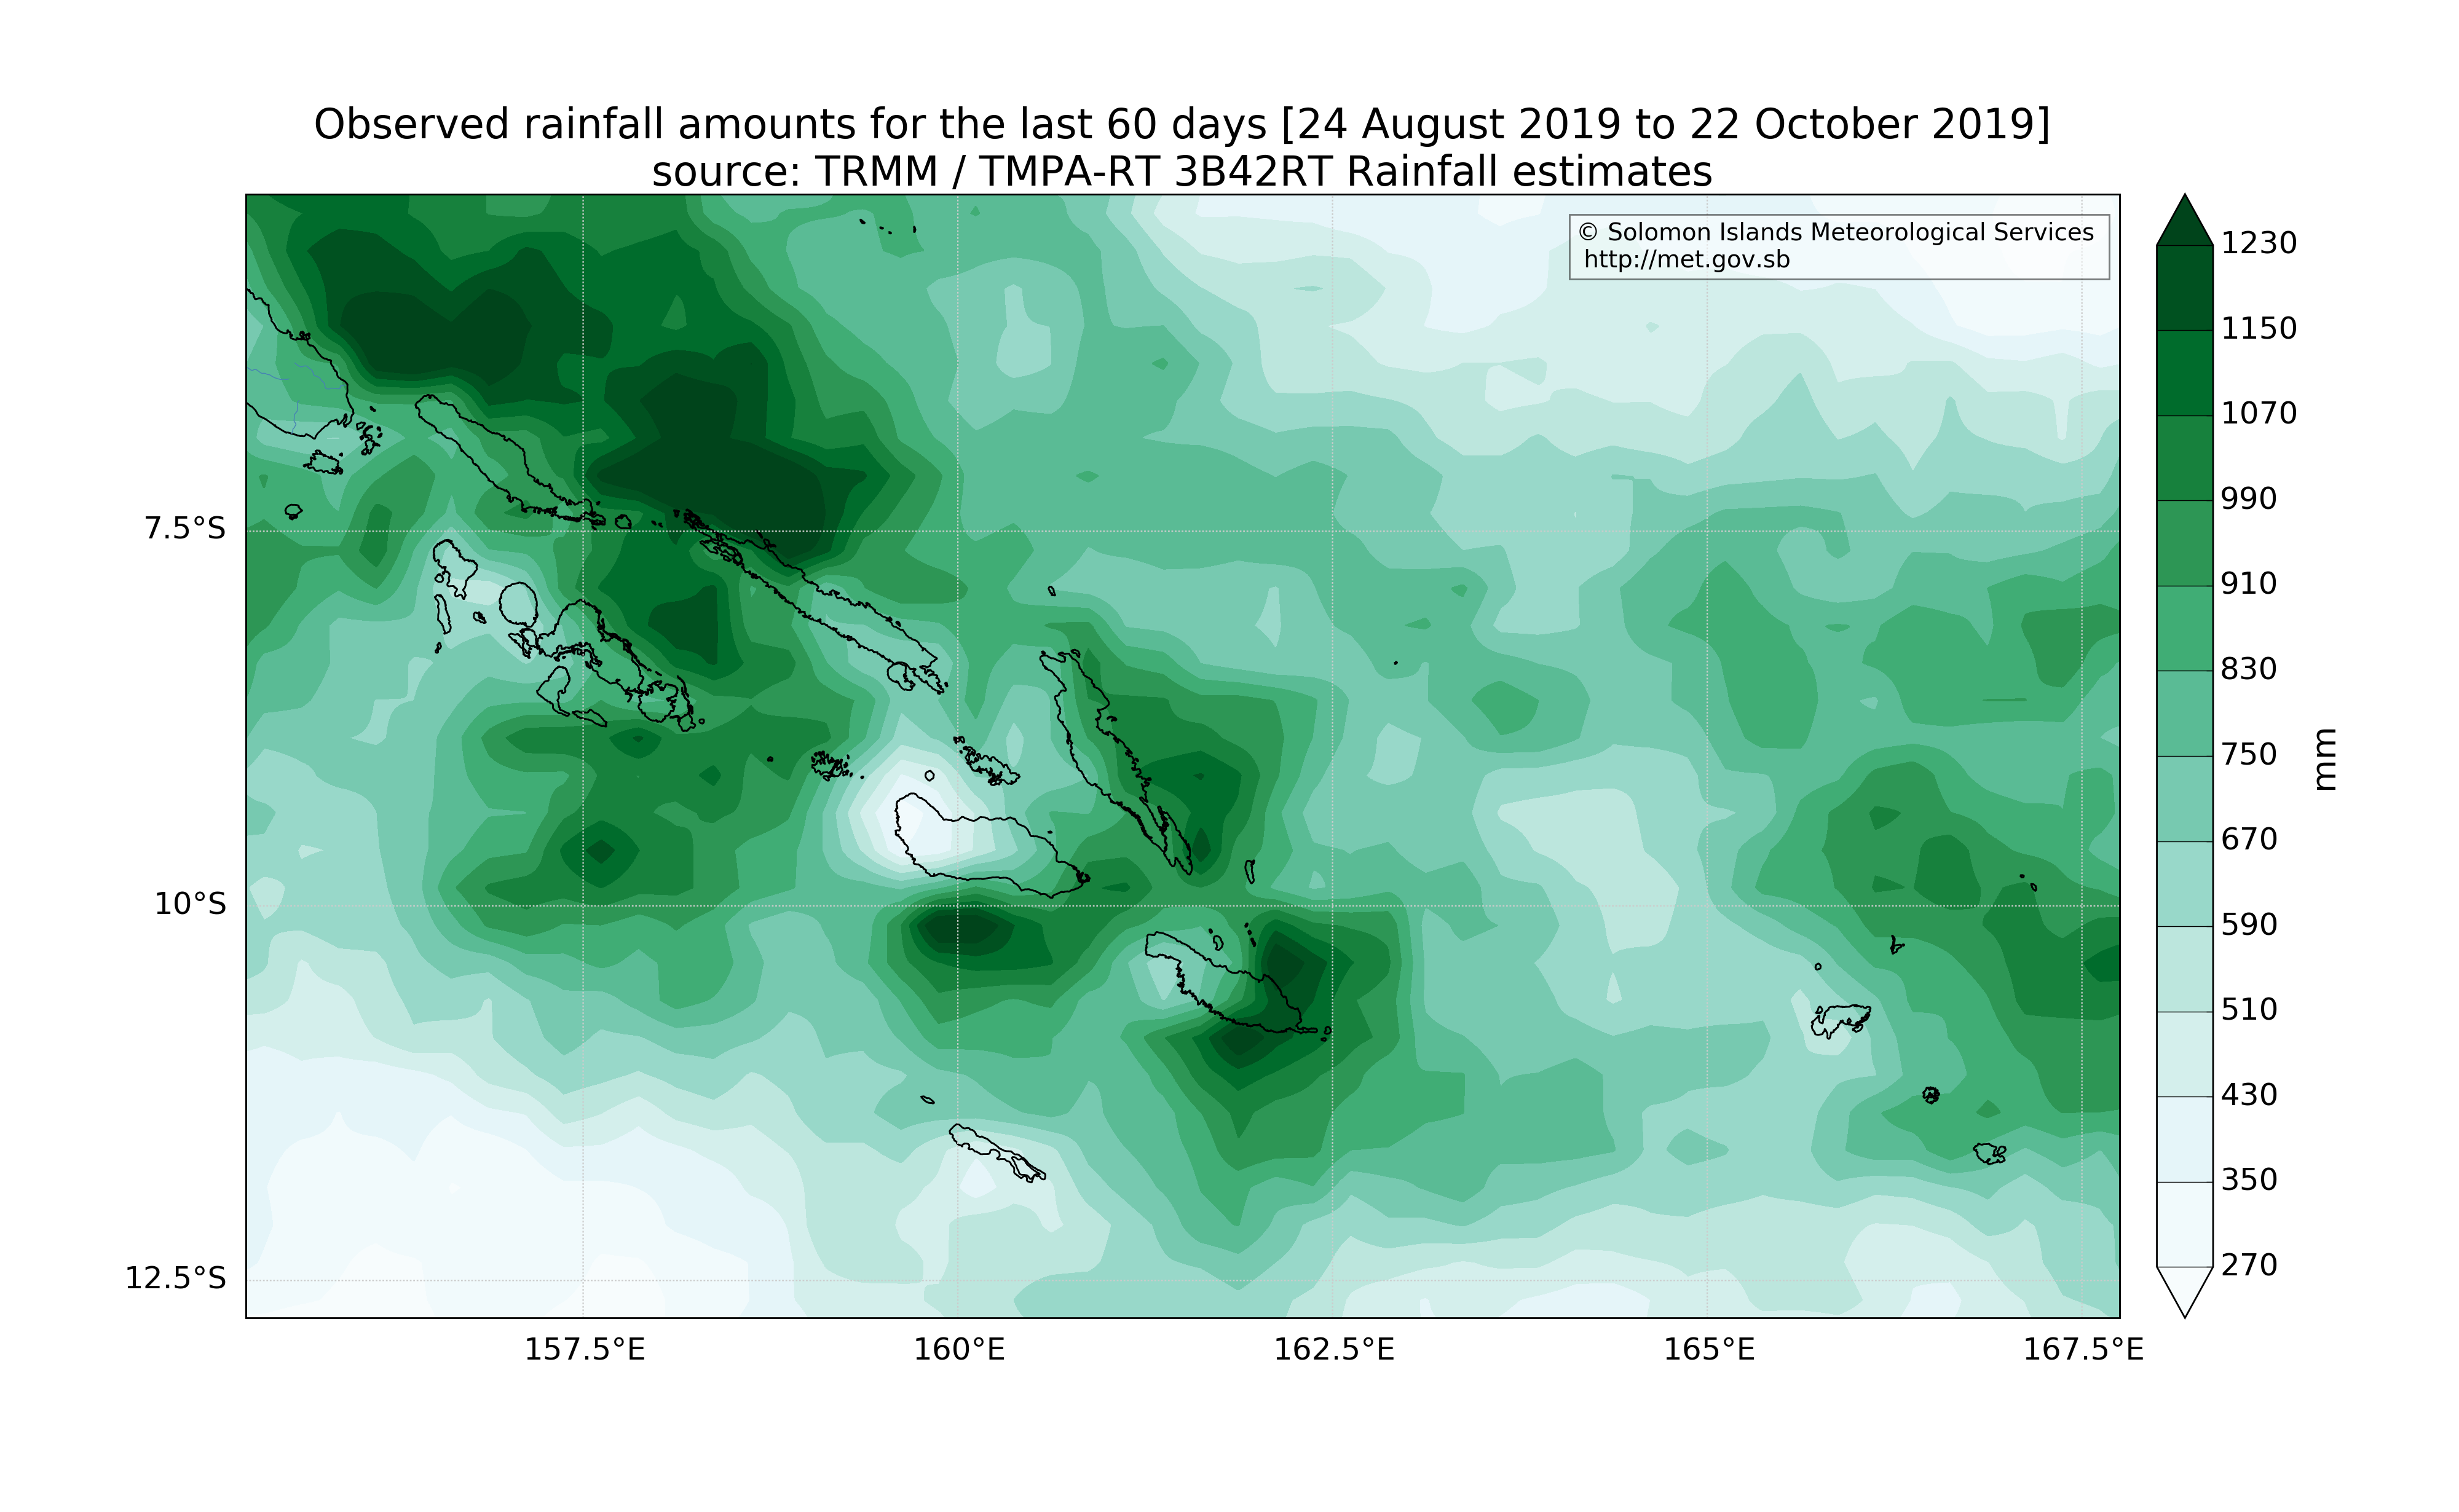 Observed rainfall amounts for the last 60 days [24 August 2019 to 22 October 2019]
source: TRMM / TMPA-RT 3B42RT Rainfall estimates
© Solomon Islands Meteorological Services
http://met.gov.sb
7.5°S
10°S
12.5°S
157.5°E
160°E
162.5°E
165°E
167.5°E
1230
1150
1070
990
910
830
750
670
590
510
430
350
270
mm